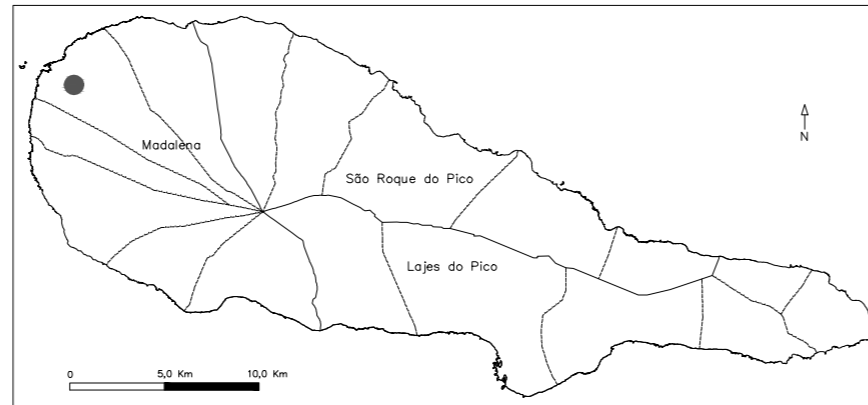 N
Madalena
São Roque do Pico
Lajes do Pico
0 5,0 Km 10,0 Km